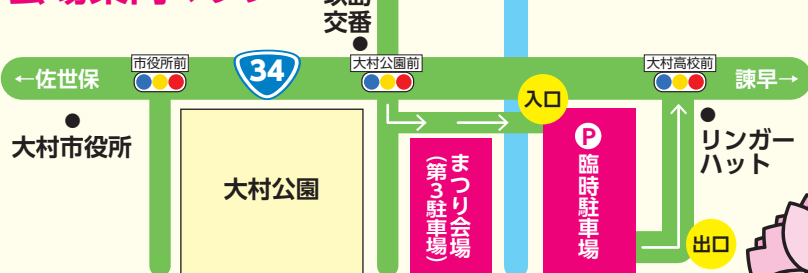 交番
←佐世保
市役所前
34
大村公園前
大村高校前
諫早→
入口
大村市役所
大村公園
まつり会場
(第3駐車場)
P
臨時駐車場
リンガー
ハット
出口